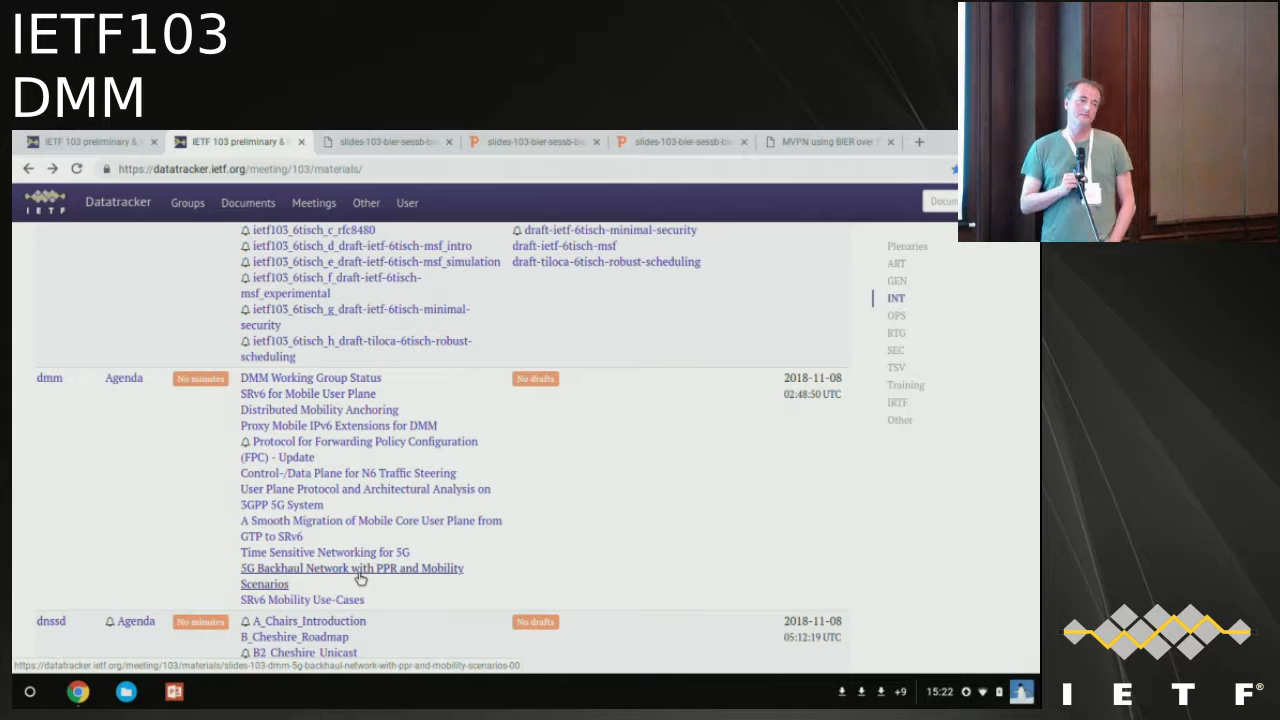 IETF103
DMM
IETF 103 preliminary &
IETF 103 preliminary &
slides-103-bier-sessb-bi
slides-103-bier-sessb-bi
slides-103-bier-sessb-bi
MVPN using BIER over
https://datatracker.ietf.org/meeting/103/materials/
IETF
Datatracker
Groups
Documents
Meetings
Other
User
Docum
ietf103_6tisch_c_rfc8480
ietf103_6tisch_d_draft-ietf-6tisch-msf_intro
ietf103_6tisch_e_draft-ietf-6tisch-msf_simulation
ietf103_6tisch_f_draft-ietf-6tisch-
msf_experimental
ietf103_6tisch_g_draft-ietf-6tisch-minimal-
security
ietf103_6tisch_h_draft-tiloca-6tisch-robust-
scheduling
draft-ietf-6tisch-minimal-security
draft-ietf-6tisch-msf
draft-tiloca-6tisch-robust-scheduling
dmm
Agenda
No minutes
DMM Working Group Status
SRv6 for Mobile User Plane
Distributed Mobility Anchoring
Proxy Mobile IPv6 Extensions for DMM
Protocol for Forwarding Policy Configuration
(FPC) - Update
Control-/Data Plane for N6 Traffic Steering
User Plane Protocol and Architectural Analysis on
3GPP 5G System
A Smooth Migration of Mobile Core User Plane from
GTP to SRv6
Time Sensitive Networking for 5G
5G Backhaul Network with PPR and Mobility
Scenarios
SRv6 Mobility Use-Cases
No drafts
2018-11-08
02:48:50 UTC
dnssd
Agenda
No minutes
A_Chairs_Introduction
B_Cheshire_Roadmap
B2 Cheshire Unicast
No drafts
2018-11-08
05:12:19 UTC
Plenaries
ART
GEN
INT
OPS
RTG
SEC
TSV
Training
IRTF
Other
https://datatracker.ietf.org/meeting/103/materials/slides-103-dmm-5g-backhaul-network-with-ppr-and-mobility-scenarios-00
+9
15:22
I E T F®